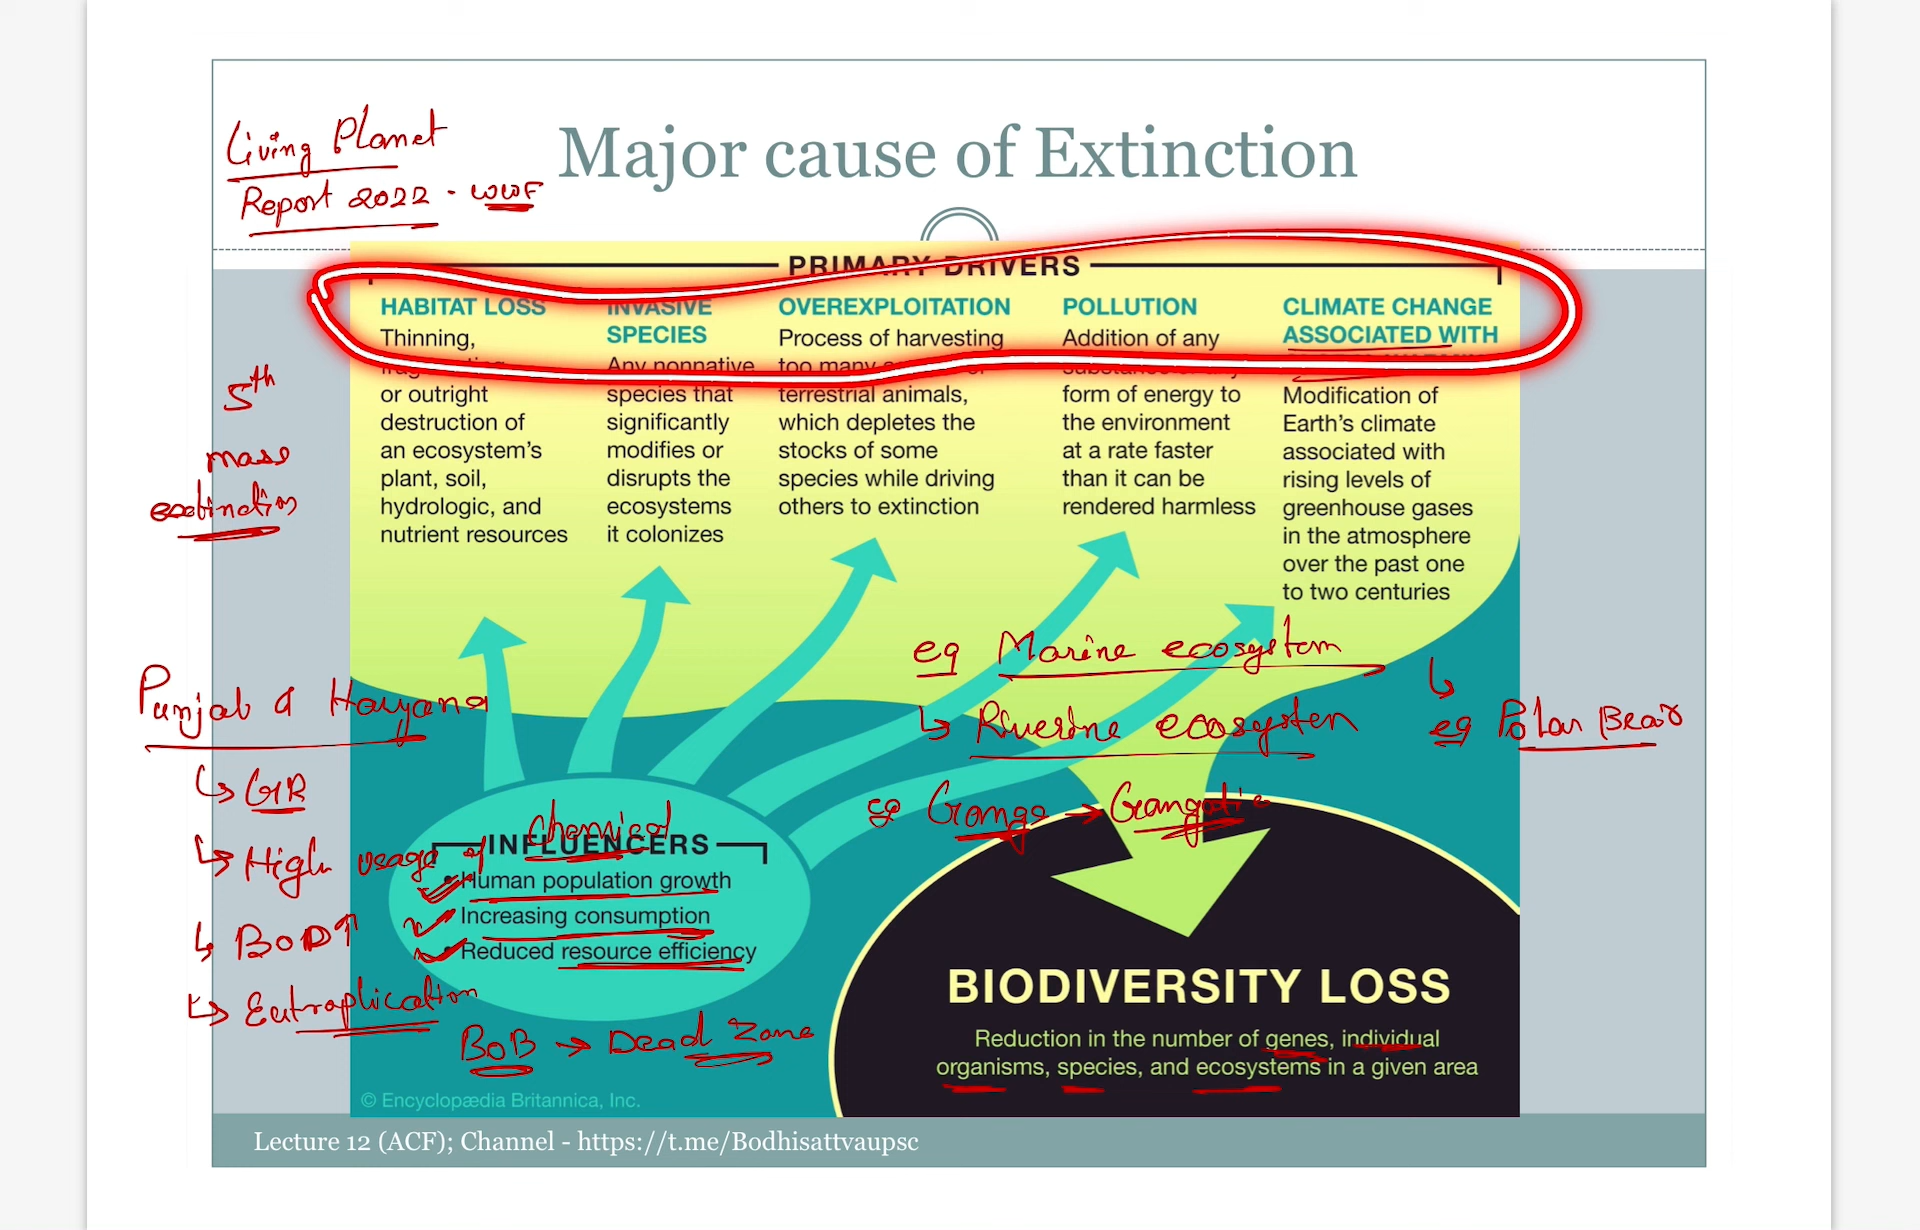 Living Planet
Report 2022 - WWF
Major cause of Extinction
PRIMARY DRIVERS
HABITAT LOSS
Thinning,
or outright
destruction of
an ecosystem's
plant, soil,
hydrologic, and
nutrient resources
INVASIVE
SPECIES
Any nonnative
species that
significantly
modifies or
disrupts the
ecosystems
it colonizes
OVEREXPLOITATION
Process of harvesting
too many
terrestrial animals,
which depletes the
stocks of some
species while driving
others to extinction
POLLUTION
Addition of any
form of energy to
the environment
at a rate faster
than it can be
rendered harmless
CLIMATE CHANGE
ASSOCIATED WITH
Modification of
Earth's climate
associated with
rising levels of
greenhouse gases
in the atmosphere
over the past one
to two centuries
5th
mass
extinction
eg Marine ecosystem
↳ Riverine ecosystem
eg Ganga → Gangotic
↳
eg Polar Bear
Punjab & Haryana
↳ GR
↳ High usage of chemical
↳ BOD↑
↳ Eutroplication
BoB → Dead Zone
INFLUENCERS
• Human population growth
• Increasing consumption
• Reduced resource efficiency
BIODIVERSITY LOSS
Reduction in the number of genes, individual
organisms, species, and ecosystems in a given area
© Encyclopædia Britannica, Inc.
Lecture 12 (ACF); Channel - https://t.me/Bodhisattvaupsc